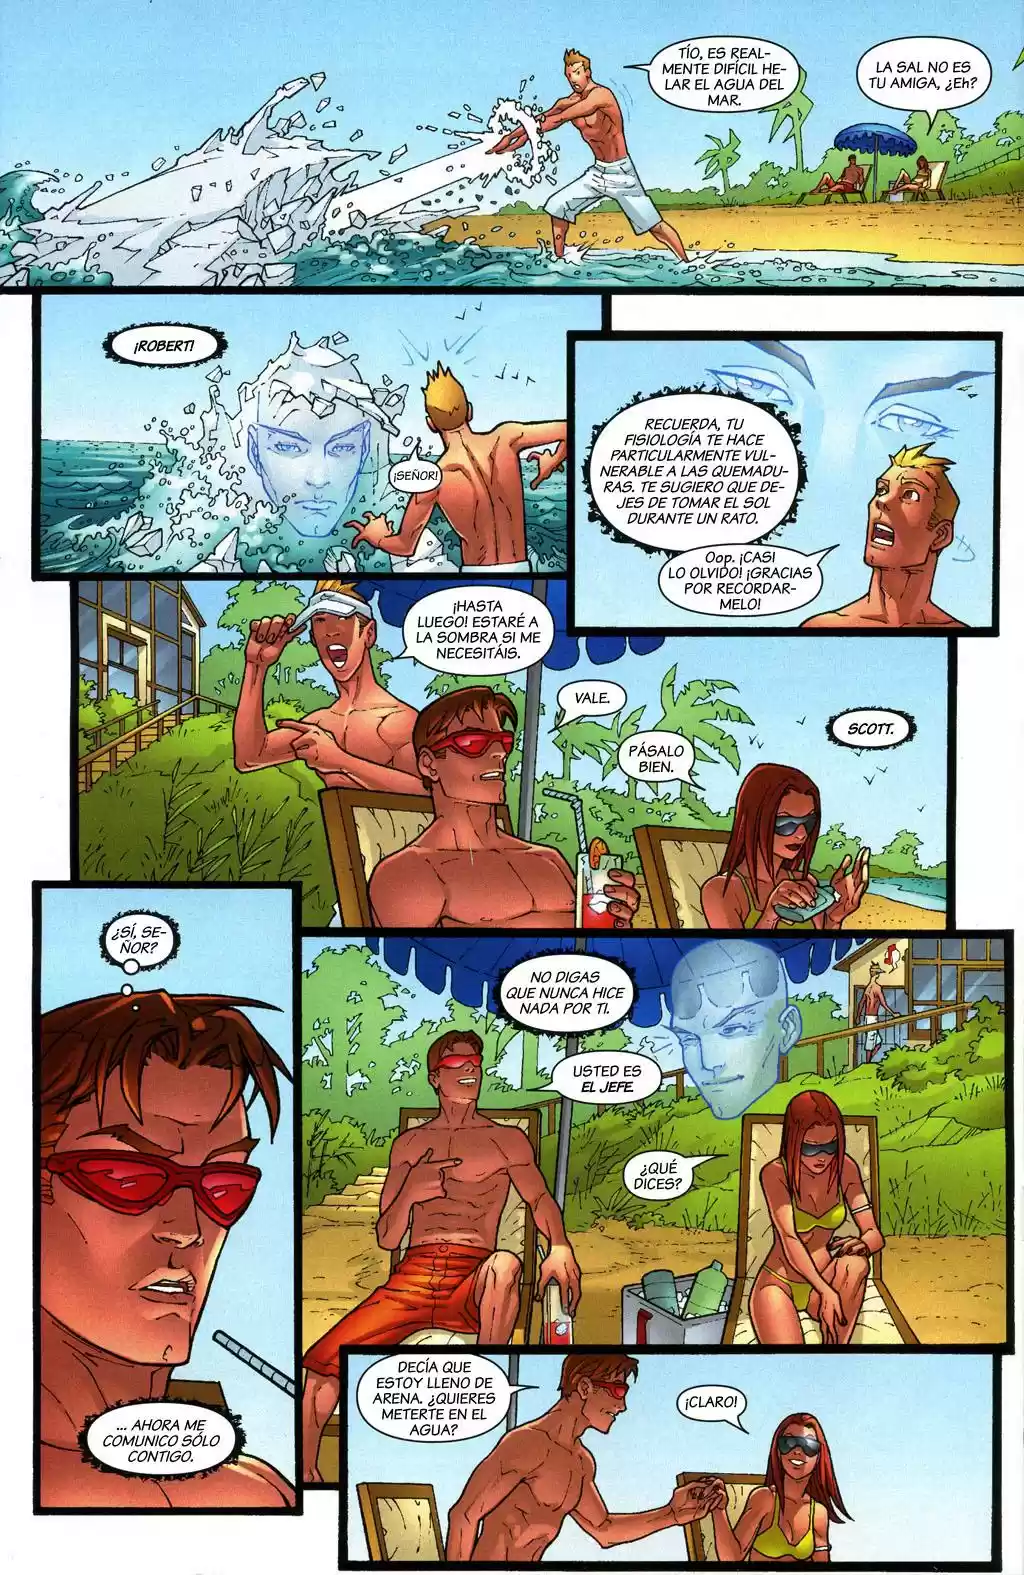 TÍO, ES REAL-
MENTE DIFÍCIL HE-
LAR EL AGUA DEL
MAR.
LA SAL NO ES
TU AMIGA, ¿Eh?
¡ROBERT!
¡SEÑOR!
RECUERDA, TU
FISIOLOGÍA TE HACE
PARTICULARMENTE VUL-
NERABLE A LAS QUEMADU-
RAS. TE SUGIERO QUE DE-
JES DE TOMAR EL SOL
DURANTE UN RATO.
Oop. ¡CASI
LO OLVIDO! ¡GRACIAS
POR RECORDAR-
MELO!
¡HASTA
LUEGO! ESTARÉ A
LA SOMBRA SI ME
NECESITÁIS.
VALE.
PÁSALO
BIEN.
SCOTT.
¿SÍ, SE-
ÑOR?
... AHORA ME
COMUNICO SÓLO
CONTIGO.
NO DIGAS
QUE NUNCA HICE
NADA POR TI.
USTED ES
EL JEFE
¿QUÉ
DICES?
DECÍA QUE
ESTOY LLENO DE
ARENA. ¿QUIERES
METERTE EN EL
AGUA?
¡CLARO!